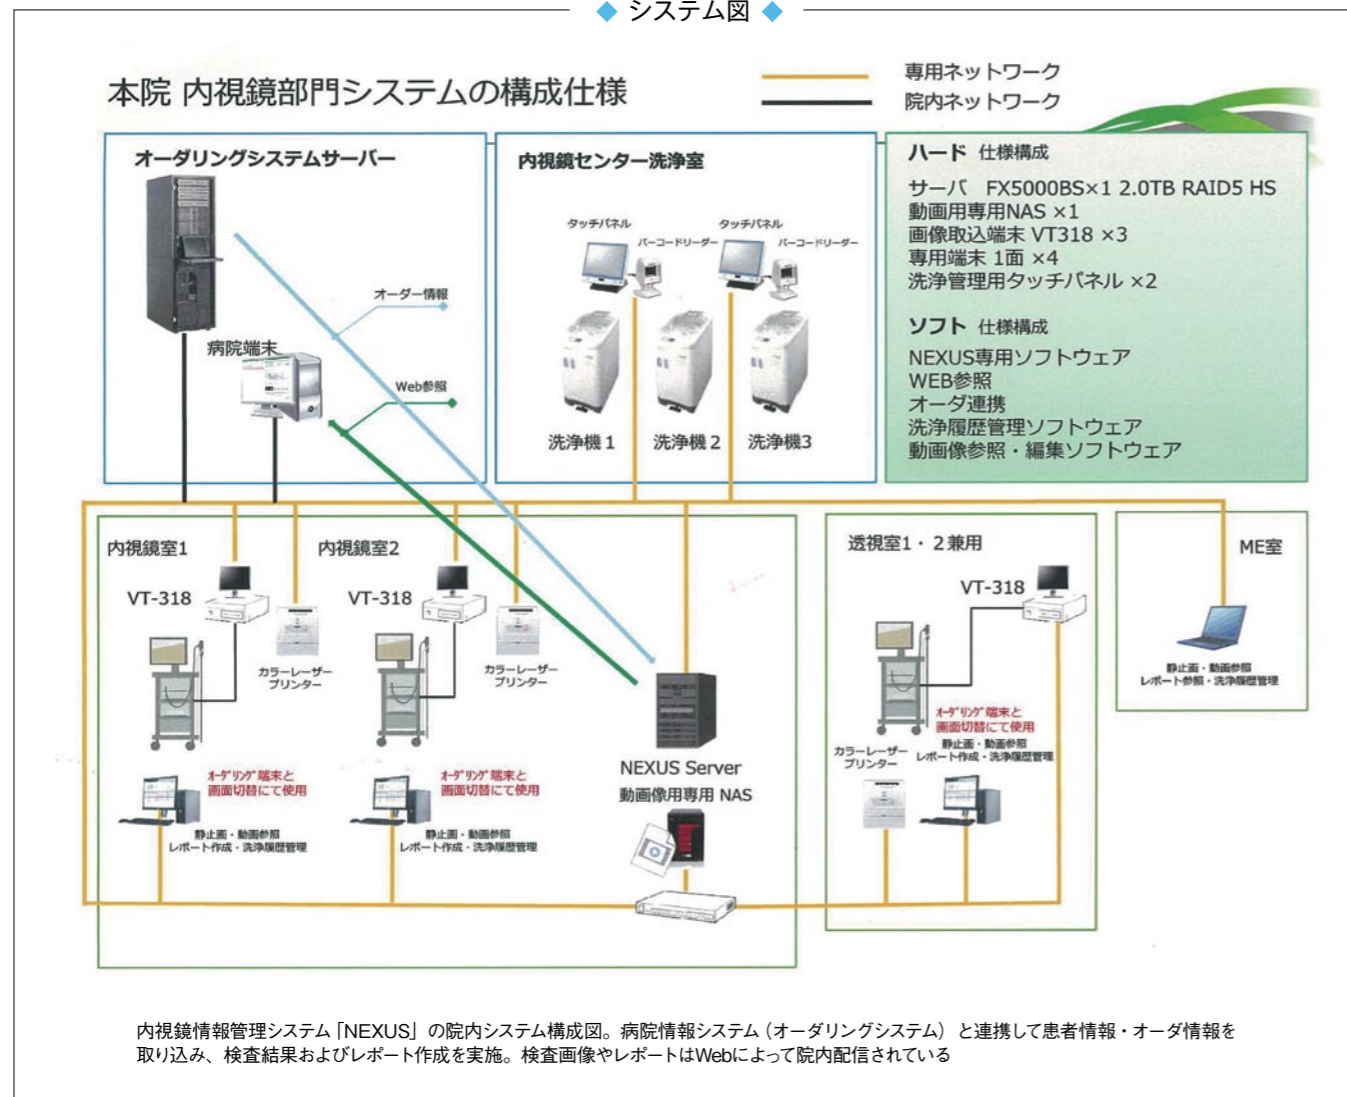 ◆ システム図 ◆
本院 内視鏡部門システムの構成仕様
専用ネットワーク
院内ネットワーク
オーダリングシステムサーバー
病院端末
オーダー情報
Web参照
内視鏡センター洗浄室
タッチパネル
バーコードリーダー
タッチパネル
バーコードリーダー
洗浄機1
洗浄機2
洗浄機3
ハード 仕様構成
サーバ FX5000BS×1 2.0TB RAID5 HS
動画用専用NAS ×1
画像取込端末 VT318 ×3
専用端末 1面 ×4
洗浄管理用タッチパネル ×2
ソフト 仕様構成
NEXUS専用ソフトウェア
WEB参照
オーダ連携
洗浄履歴管理ソフトウェア
動画像参照・編集ソフトウェア
内視鏡室1
VT-318
カラーレーザー
プリンター
オーダリング端末と
画面切替にて使用
静止画・動画参照
レポート作成・洗浄履歴管理
内視鏡室2
VT-318
カラーレーザー
プリンター
オーダリング端末と
画面切替にて使用
静止画・動画参照
レポート作成・洗浄履歴管理
NEXUS Server
動画像用専用 NAS
透視室1・2兼用
VT-318
オーダリング端末と
画面切替にて使用
静止画・動画参照
レポート作成・洗浄履歴管理
カラーレーザー
プリンター
ME室
静止画・動画参照
レポート参照・洗浄履歴管理
内視鏡情報管理システム「NEXUS」の院内システム構成図。病院情報システム（オーダリングシステム）と連携して患者情報・オーダ情報を
取り込み、検査結果およびレポート作成を実施。検査画像やレポートはWebによって院内配信されている